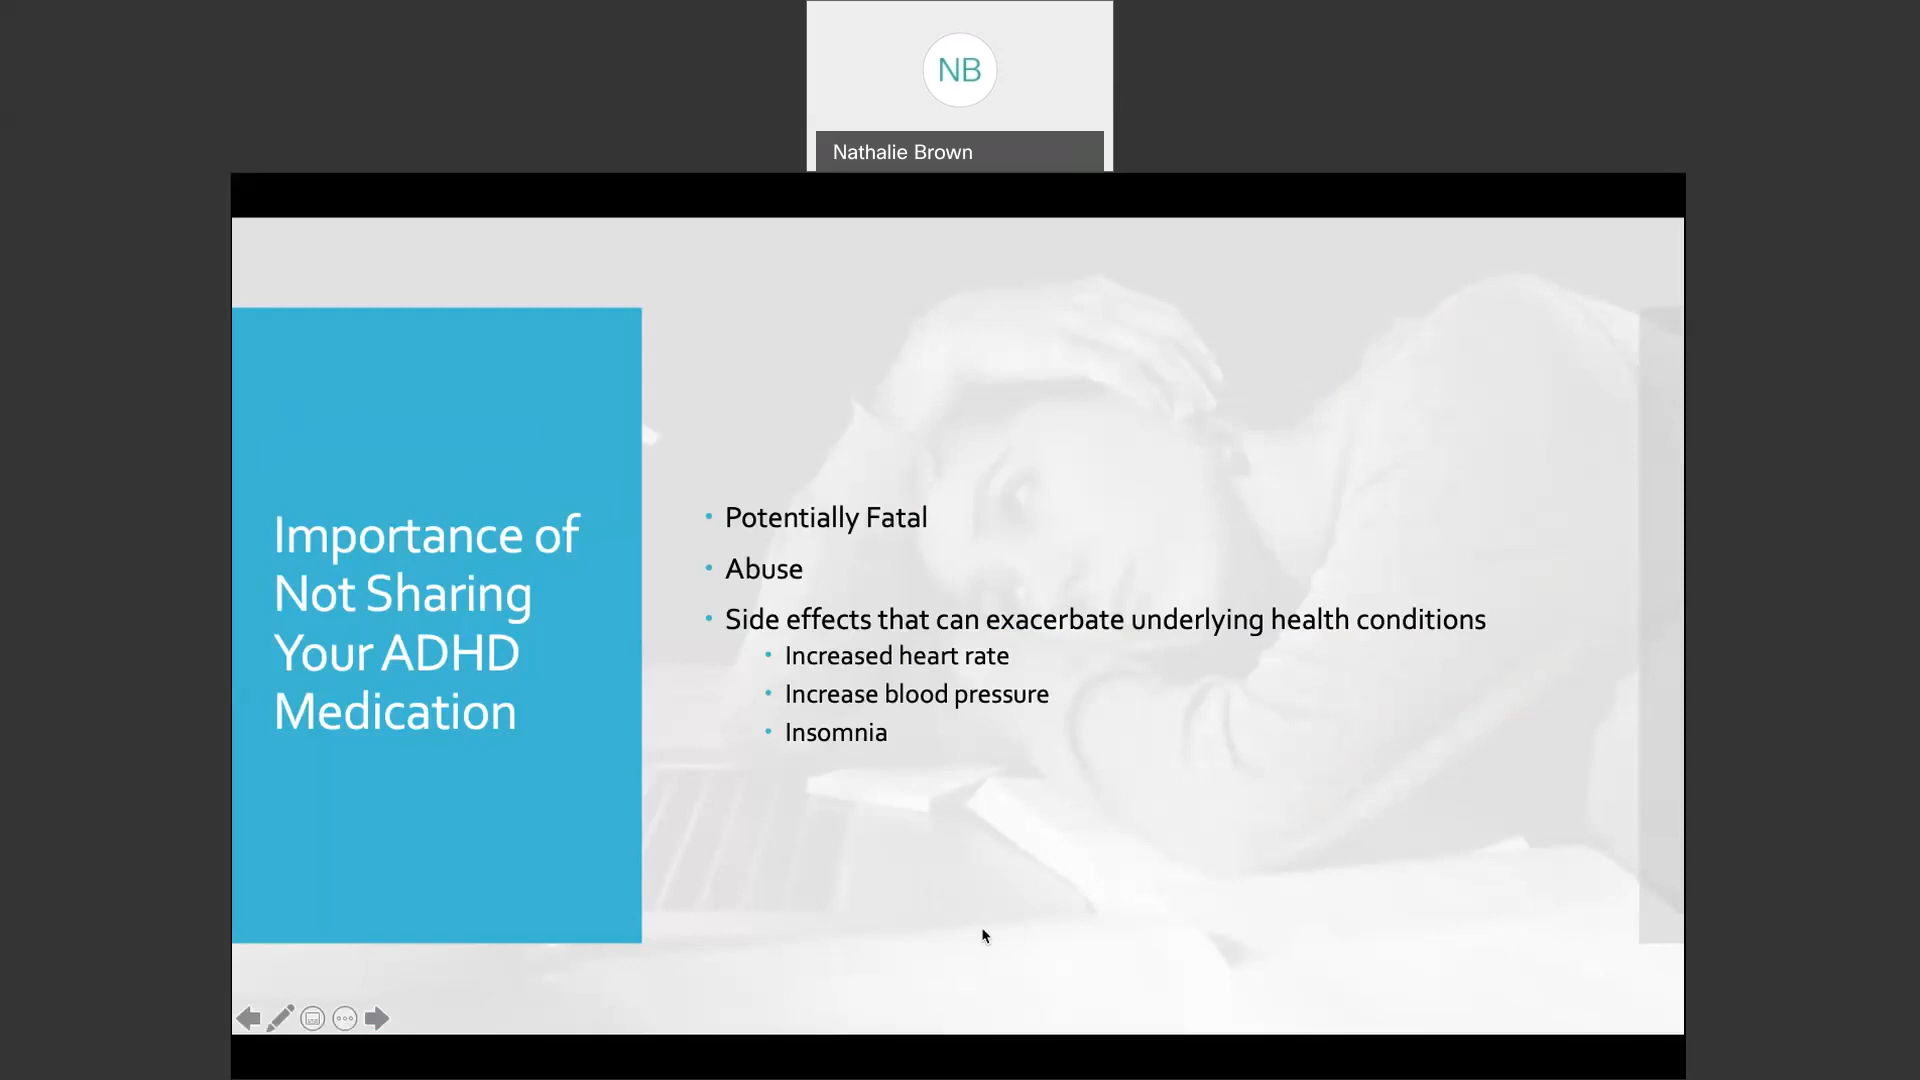 NB
Nathalie Brown
Importance of
Not Sharing
Your ADHD
Medication
• Potentially Fatal
• Abuse
• Side effects that can exacerbate underlying health conditions
• Increased heart rate
• Increase blood pressure
• Insomnia